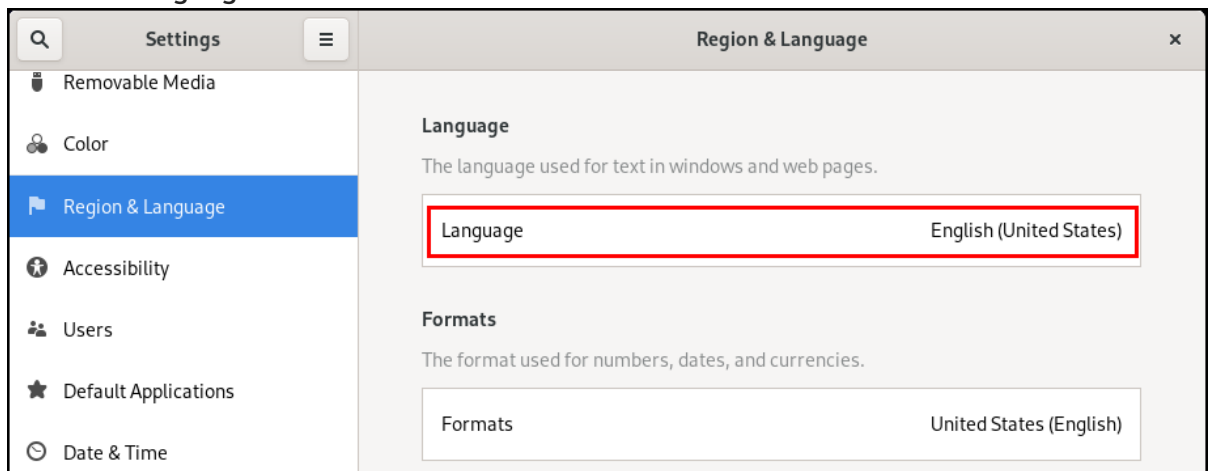 Settings
Region & Language
Removable Media
Color
Region & Language
Accessibility
Users
Default Applications
Date & Time
Language
The language used for text in windows and web pages.
Language English (United States)
Formats
The format used for numbers, dates, and currencies.
Formats United States (English)